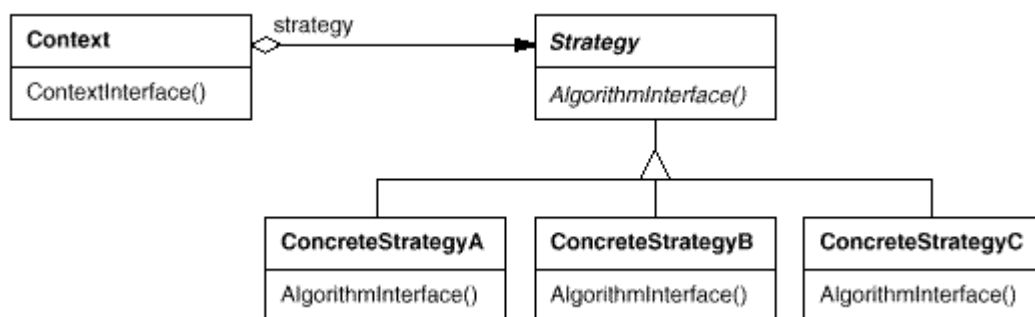 Context
ContextInterface()
strategy
Strategy
AlgorithmInterface()
ConcreteStrategyA
AlgorithmInterface()
ConcreteStrategyB
AlgorithmInterface()
ConcreteStrategyC
AlgorithmInterface()